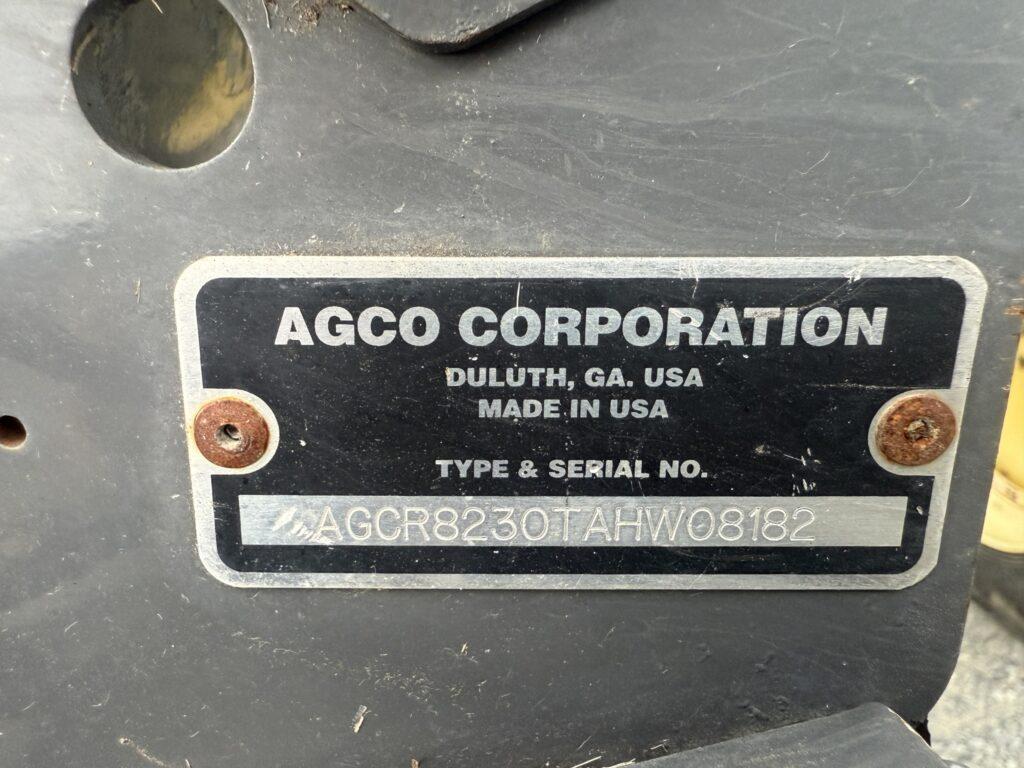 AGCO CORPORATION
DULUTH, GA. USA
MADE IN USA
TYPE & SERIAL NO.
AGCR8230TAHW08182